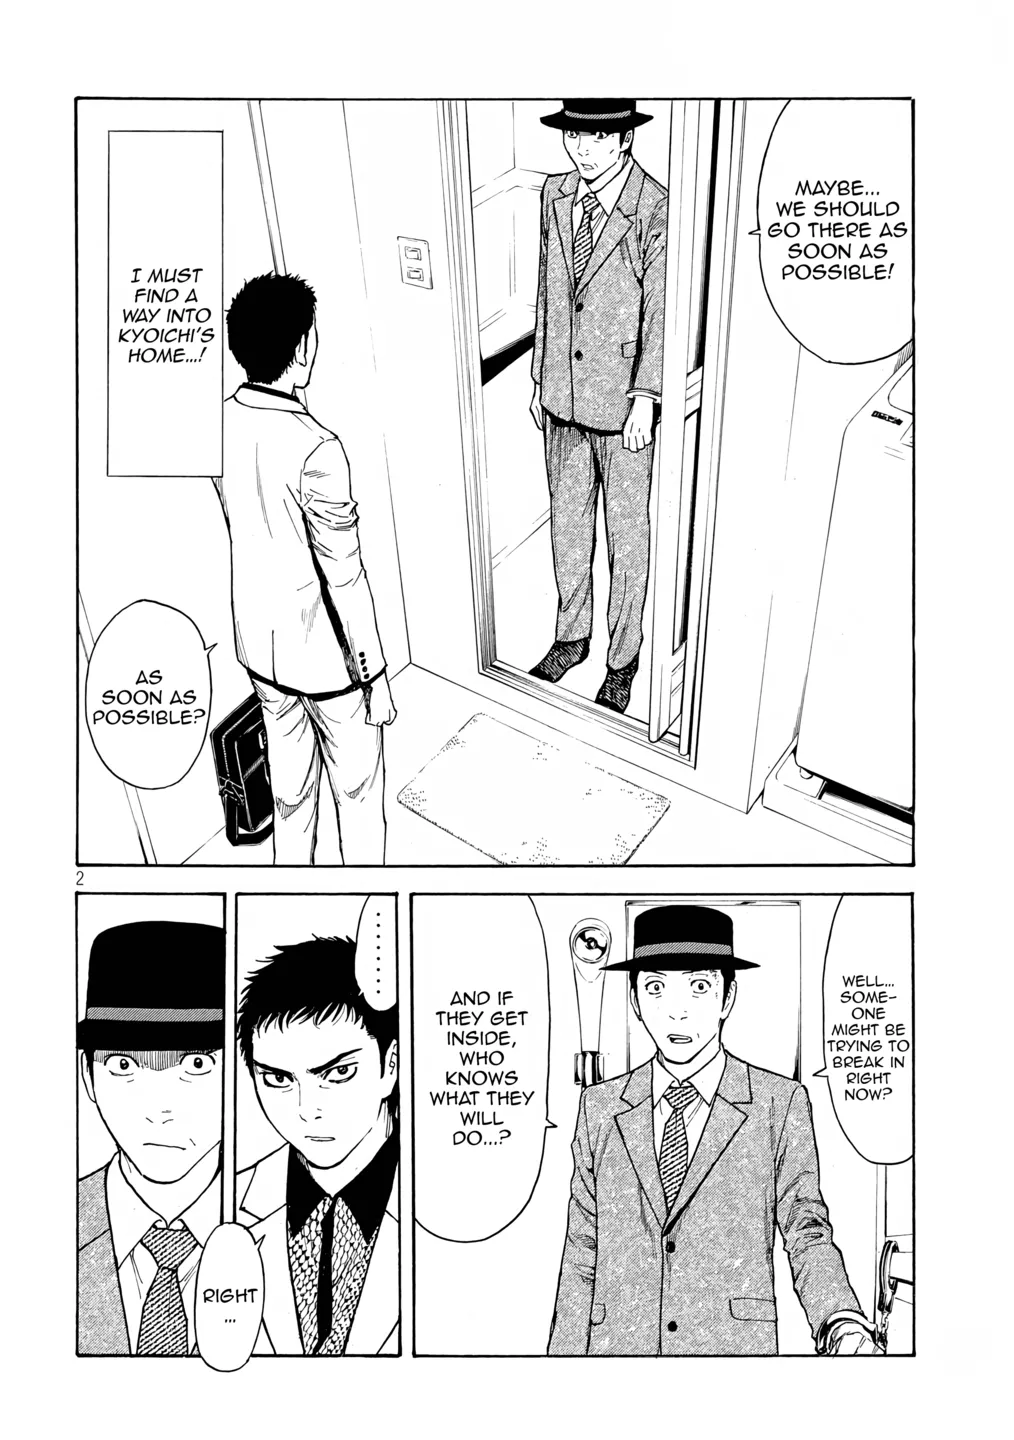 MAYBE...
WE SHOULD
GO THERE AS
SOON AS
POSSIBLE!
I MUST
FIND A
WAY INTO
KYOICHI'S
HOME...!
AS
SOON AS
POSSIBLE?
2
WELL...
SOME-
ONE
MIGHT BE
TRYING TO
BREAK IN
RIGHT
NOW?
AND IF
THEY GET
INSIDE,
WHO
KNOWS
WHAT THEY
WILL
DO...?
.........
RIGHT
...